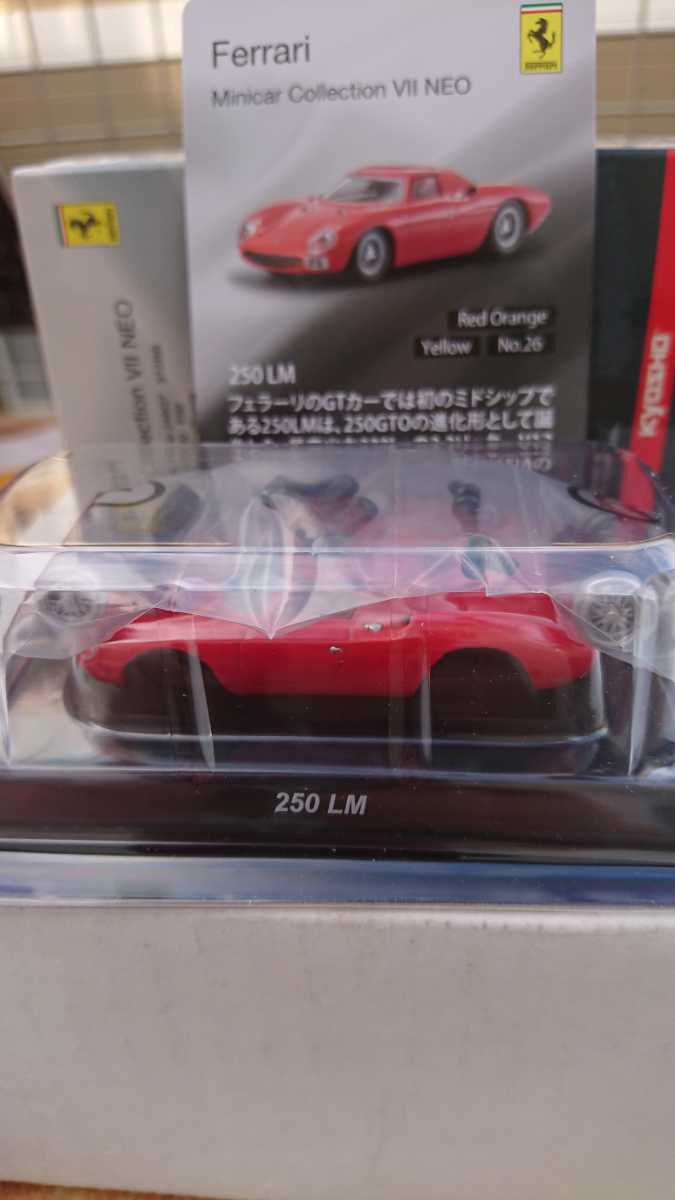 Ferrari
Minicar Collection VII NEO
Red Orange
Yellow No.26
250 LM
フェラーリのGTカーでは初のミドシップで
ある250LMは、250GTOの進化形として誕
Collection VII NEO
KYOSHO
250 LM